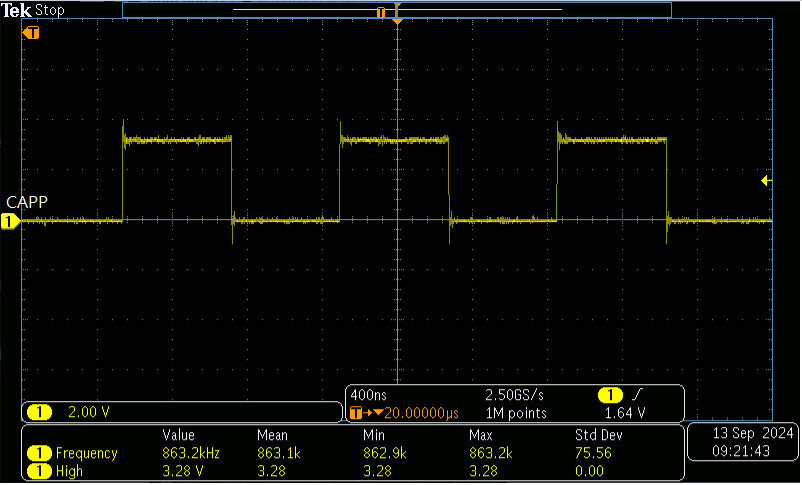 Tek Stop
T
T
CAPP
1
1 2.00 V
400ns 2.50GS/s 1
T→▼20.00000µs 1M points 1.64 V
Value Mean Min Max Std Dev
1 Frequency 863.2kHz 863.1k 862.9k 863.2k 75.56
1 High 3.28 V 3.28 3.28 3.28 0.00
13 Sep 2024
09:21:43